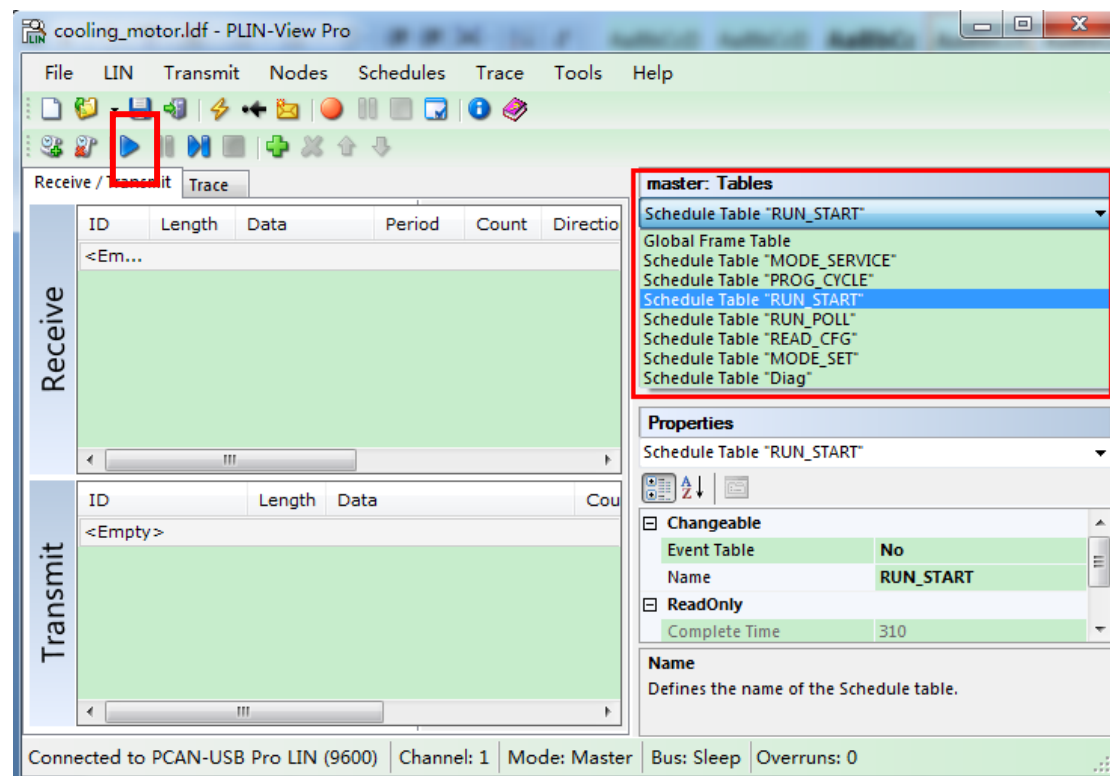 cooling_motor.ldf - PLIN-View Pro
File LIN Transmit Nodes Schedules Trace Tools Help
Receive / Transmit Trace
ID Length Data Period Count Directio
<Em...
Receive
ID Length Data Cou
<Empty>
Transmit
master: Tables
Schedule Table "RUN_START"
Global Frame Table
Schedule Table "MODE_SERVICE"
Schedule Table "PROG_CYCLE"
Schedule Table "RUN_START"
Schedule Table "RUN_POLL"
Schedule Table "READ_CFG"
Schedule Table "MODE_SET"
Schedule Table "Diag"
Properties
Schedule Table "RUN_START"
Changeable
Event Table No
Name RUN_START
ReadOnly
Complete Time 310
Name
Defines the name of the Schedule table.
Connected to PCAN-USB Pro LIN (9600) Channel: 1 Mode: Master Bus: Sleep Overruns: 0